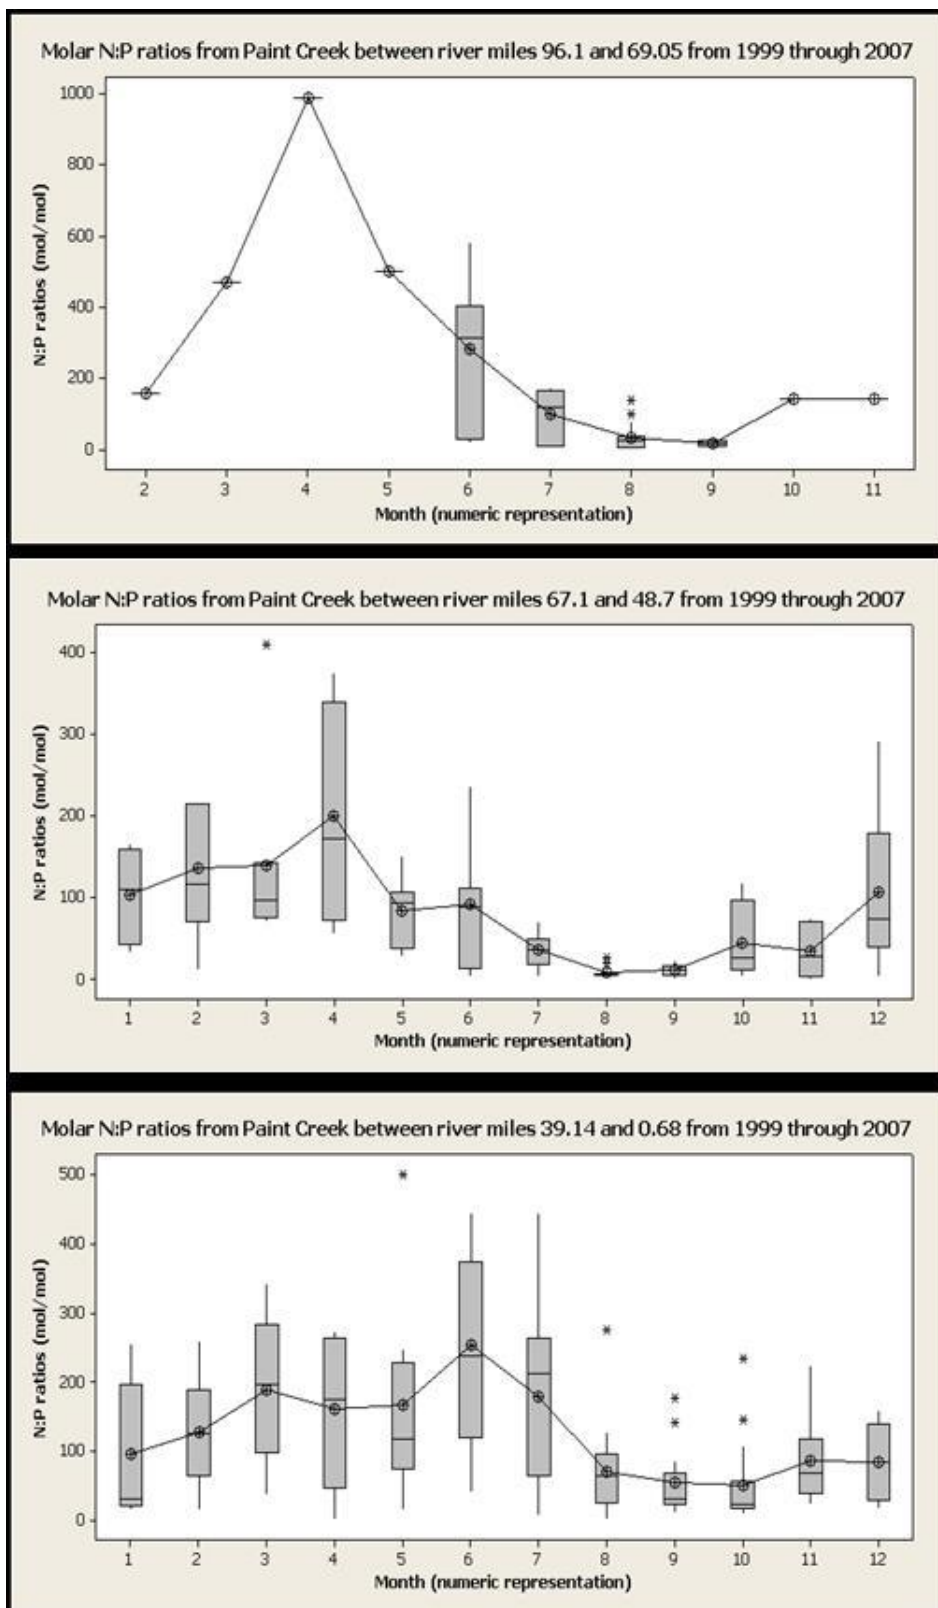 Molar N:P ratios from Paint Creek between river miles 96.1 and 69.05 from 1999 through 2007
1000
800
600
400
200
0
N:P ratios (mol/mol)
2 3 4 5 6 7 8 9 10 11
Month (numeric representation)
Molar N:P ratios from Paint Creek between river miles 67.1 and 48.7 from 1999 through 2007
400
300
200
100
0
N:P ratios (mol/mol)
1 2 3 4 5 6 7 8 9 10 11 12
Month (numeric representation)
Molar N:P ratios from Paint Creek between river miles 39.14 and 0.68 from 1999 through 2007
500
400
300
200
100
0
N:P ratios (mol/mol)
1 2 3 4 5 6 7 8 9 10 11 12
Month (numeric representation)